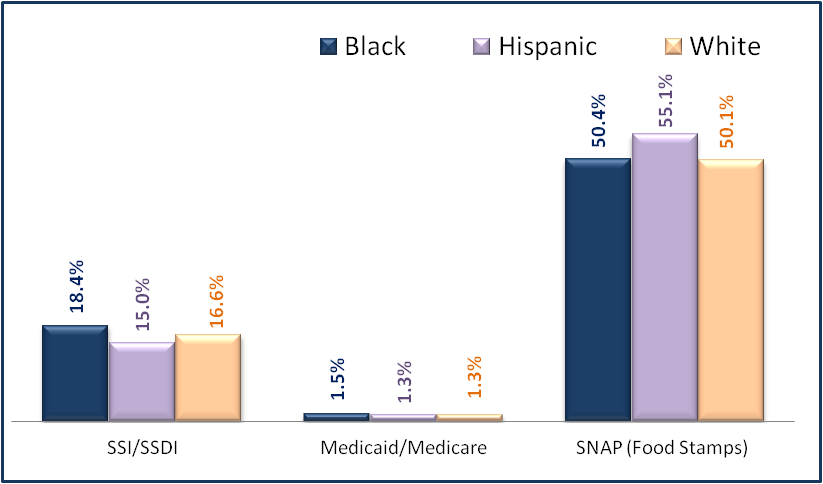 Black Hispanic White
18.4% 15.0% 16.6%
1.5% 1.3% 1.3%
50.4% 55.1% 50.1%
SSI/SSDI Medicaid/Medicare SNAP (Food Stamps)